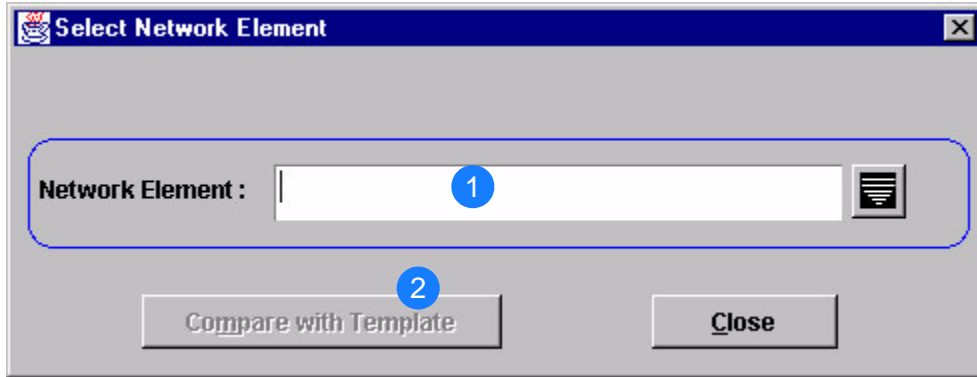 Select Network Element
Network Element :
1
2
Compare with Template
Close